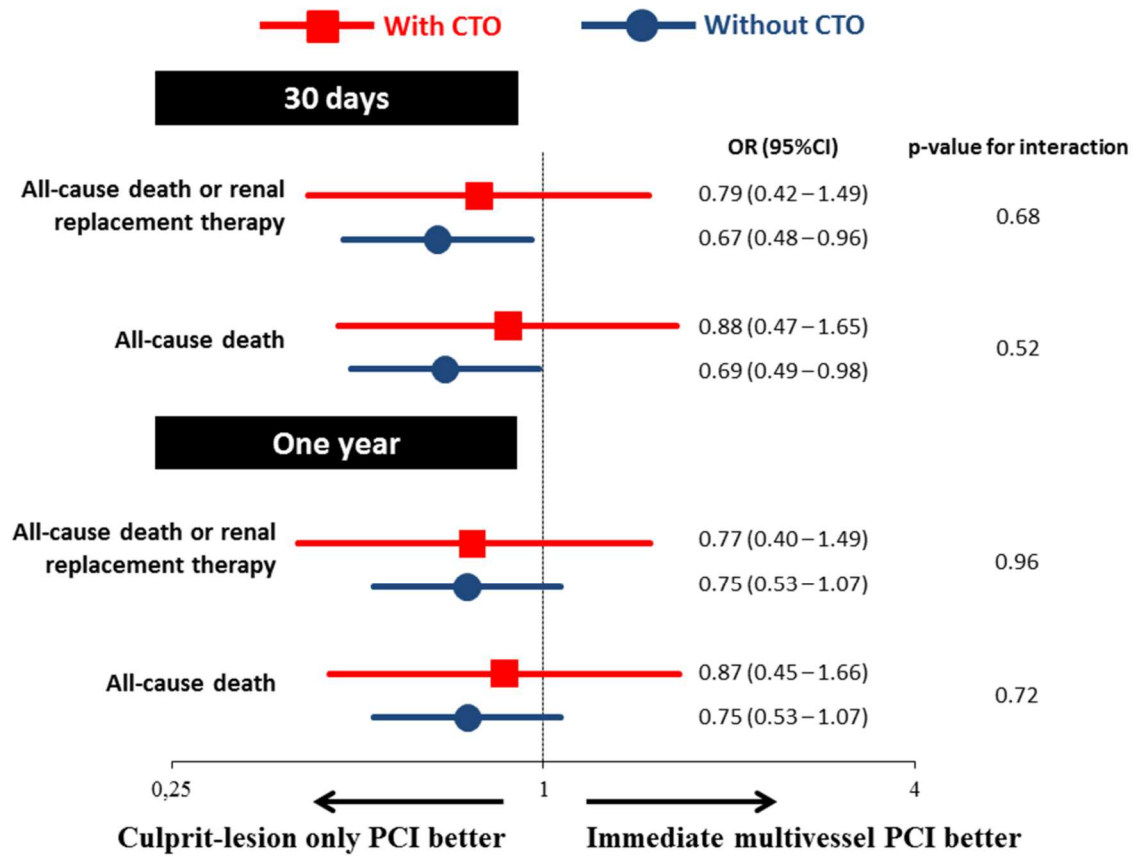 With CTO Without CTO
30 days
OR (95%CI) p-value for interaction
All-cause death or renal
replacement therapy
0.79 (0.42–1.49)
0.68
0.67 (0.48–0.96)
All-cause death
0.88 (0.47–1.65)
0.52
0.69 (0.49–0.98)
One year
All-cause death or renal
replacement therapy
0.77 (0.40–1.49)
0.96
0.75 (0.53–1.07)
All-cause death
0.87 (0.45–1.66)
0.72
0.75 (0.53–1.07)
0,25 1 4
Culprit-lesion only PCI better Immediate multivessel PCI better